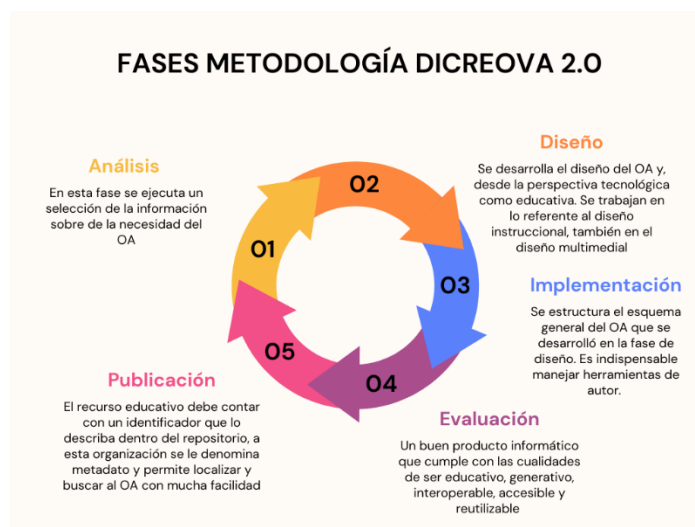 FASES METODOLOGÍA DICREOVA 2.0
Análisis
En esta fase se ejecuta un
selección de la información
sobre de la necesidad del
OA
01
02
Diseño
Se desarrolla el diseño del OA y,
desde la perspectiva tecnológica
como educativa. Se trabajan en
lo referente al diseño
instruccional, también en el
diseño multimedial
03
Implementación
Se estructura el esquema
general del OA que se
desarrolló en la fase de
diseño. Es indispensable
manejar herramientas de
autor.
04
Evaluación
Un buen producto informático
que cumple con las cualidades
de ser educativo, generativo,
interoperable, accesible y
reutilizable
05
Publicación
El recurso educativo debe contar
con un identificador que lo
describa dentro del repositorio, a
esta organización se le denomina
metadato y permite localizar y
buscar al OA con mucha facilidad